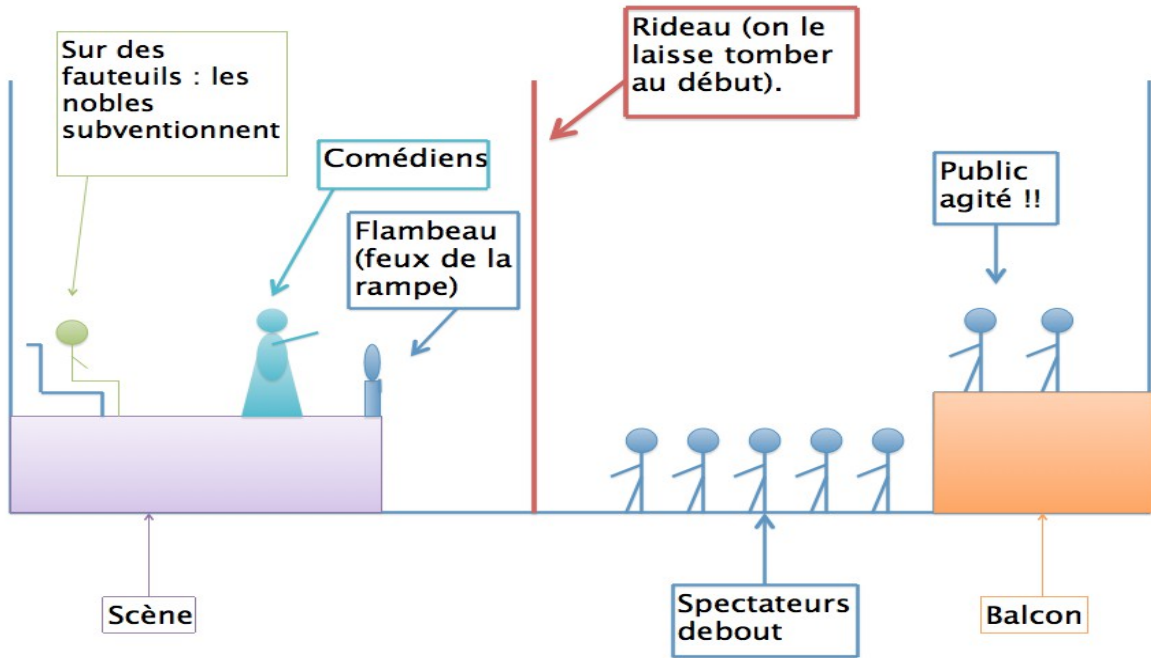 Sur des
fauteuils : les
nobles
subventionnent
Comédiens
Flambeau
(feux de la
rampe)
Rideau (on le
laisse tomber
au début).
Public
agité !!
Scène
Spectateurs
debout
Balcon